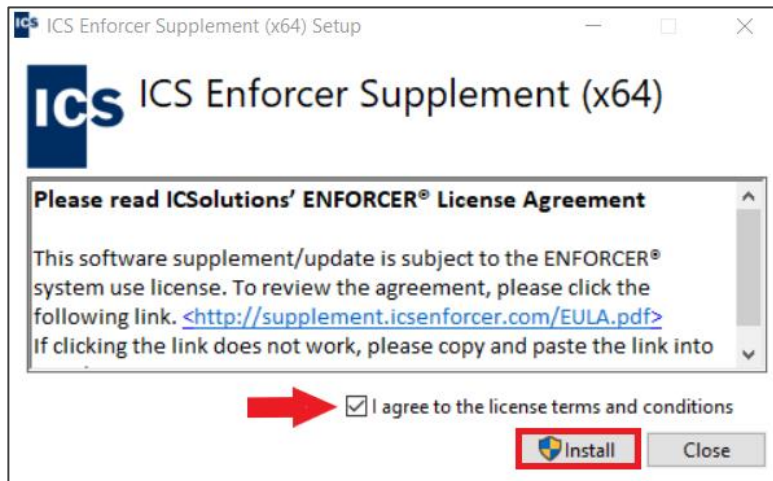 ICS ICS Enforcer Supplement (x64) Setup
ICS ICS Enforcer Supplement (x64)
Please read ICSolutions' ENFORCER® License Agreement
This software supplement/update is subject to the ENFORCER®
system use license. To review the agreement, please click the
following link. <http://supplement.icsenforcer.com/EULA.pdf>
If clicking the link does not work, please copy and paste the link into
I agree to the license terms and conditions
Install Close